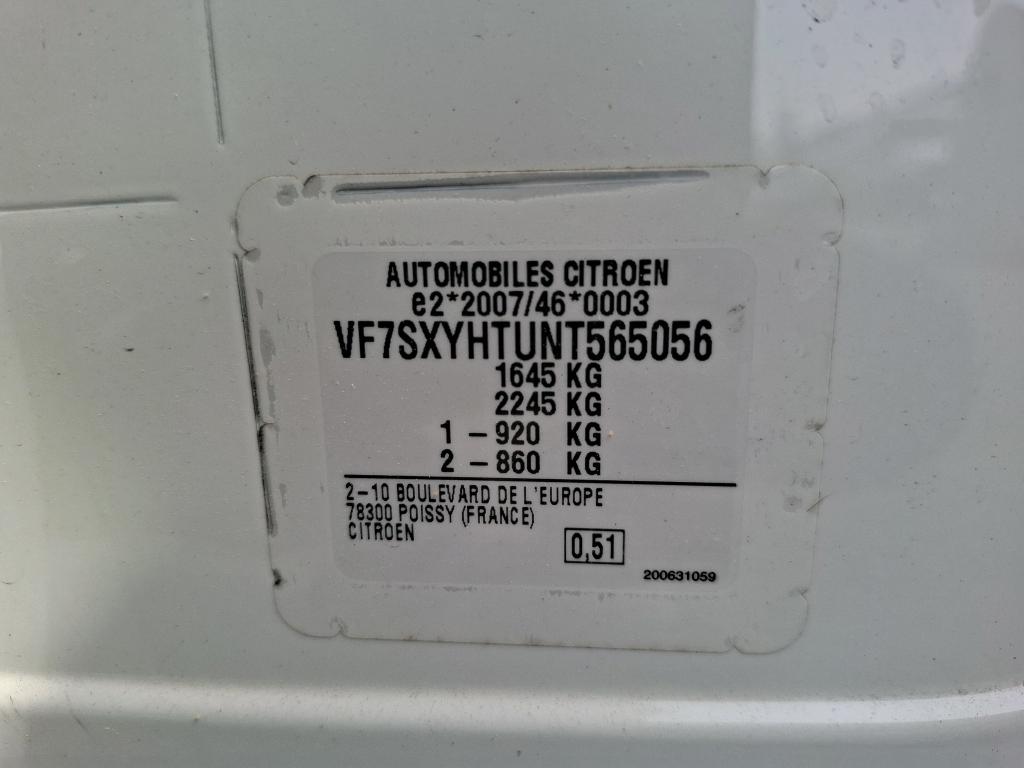 AUTOMOBILES CITROEN
e2*2007/46*0003
VF7SXYHTUNT565056
1645 KG
2245 KG
1 – 920 KG
2 – 860 KG
2–10 BOULEVARD DE L'EUROPE
78300 POISSY (FRANCE)
CITROEN
0,51
200631059